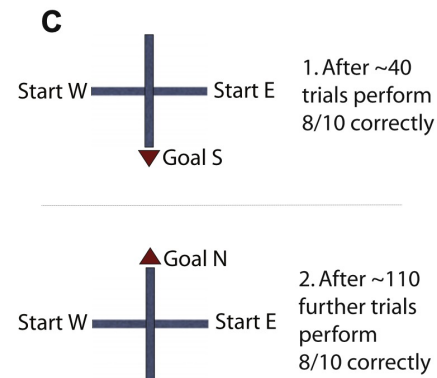 C
Start W
Start E
Goal S
1. After ~40
trials perform
8/10 correctly
Goal N
Start W
Start E
2. After ~110
further trials
perform
8/10 correctly